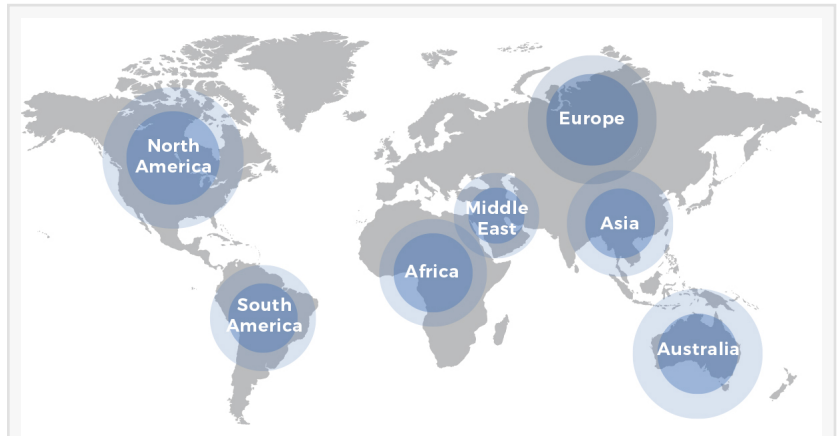 Europe
North
America
Middle
East
Asia
Africa
South
America
Australia